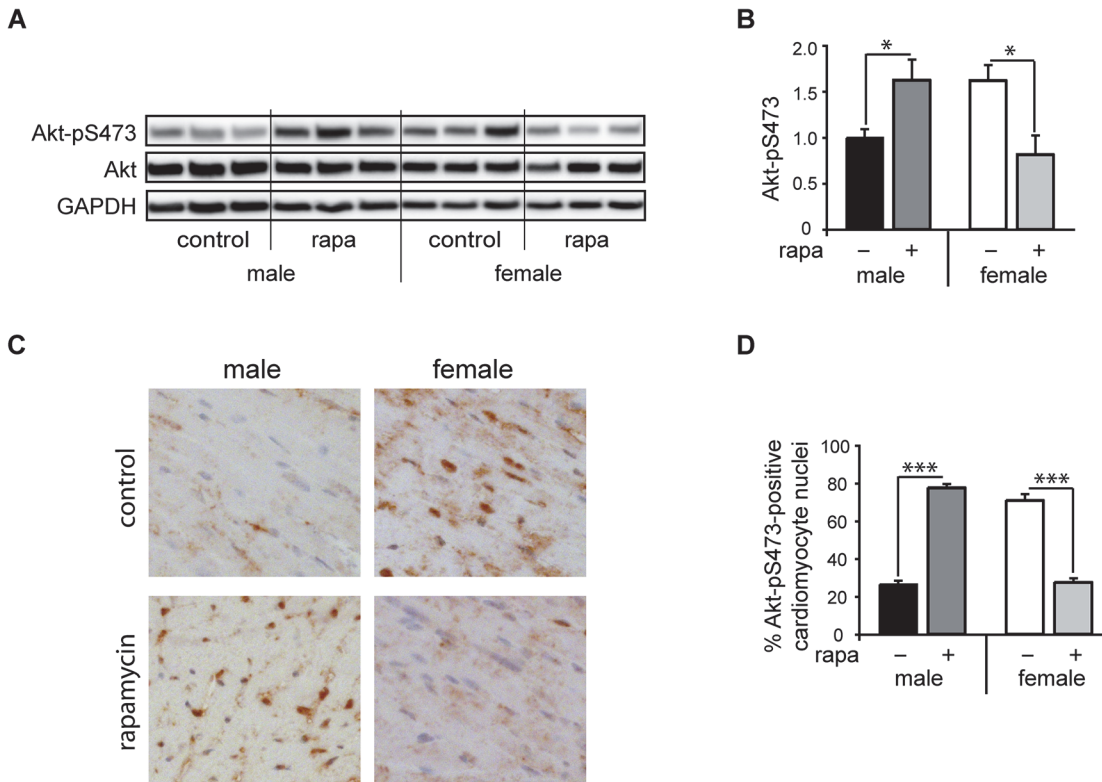 A
Akt-pS473
Akt
GAPDH
control rapa control rapa
male female
B
Akt-pS473
2.0
1.5
1.0
0.5
0
* *
rapa – + – +
male female
C
male female
control
rapamycin
D
% Akt-pS473-positive
cardiomyocyte nuclei
100
80
60
40
20
0
*** ***
rapa – + – +
male female